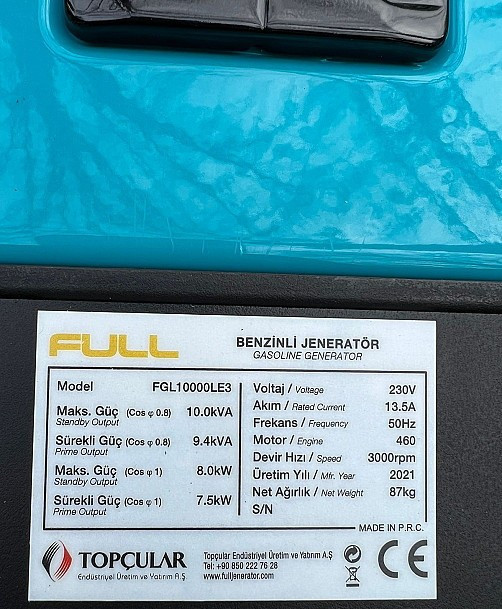 FULL
BENZİNLİ JENERATÖR
GASOLINE GENERATOR
Model FGL10000LE3
Maks. Güç (Cos φ 0.8) 10.0kVA
Standby Output
Sürekli Güç (Cos φ 0.8) 9.4kVA
Prime Output
Maks. Güç (Cos φ 1) 8.0kW
Standby Output
Sürekli Güç (Cos φ 1) 7.5kW
Prime Output
Voltaj / Voltage 230V
Akım / Rated Current 13.5A
Frekans / Frequency 50Hz
Motor / Engine 460
Devir Hızı / Speed 3000rpm
Üretim Yılı / Mfr. Year 2021
Net Ağırlık / Net Weight 87kg
S/N
MADE IN P.R.C.
TOPÇULAR
Endüstriyel Üretim ve Yatırım A.Ş
Topçular Endüstriyel Üretim ve Yatırım A.Ş
Tel: +90 850 222 76 28
www.fulljenerator.com
CE